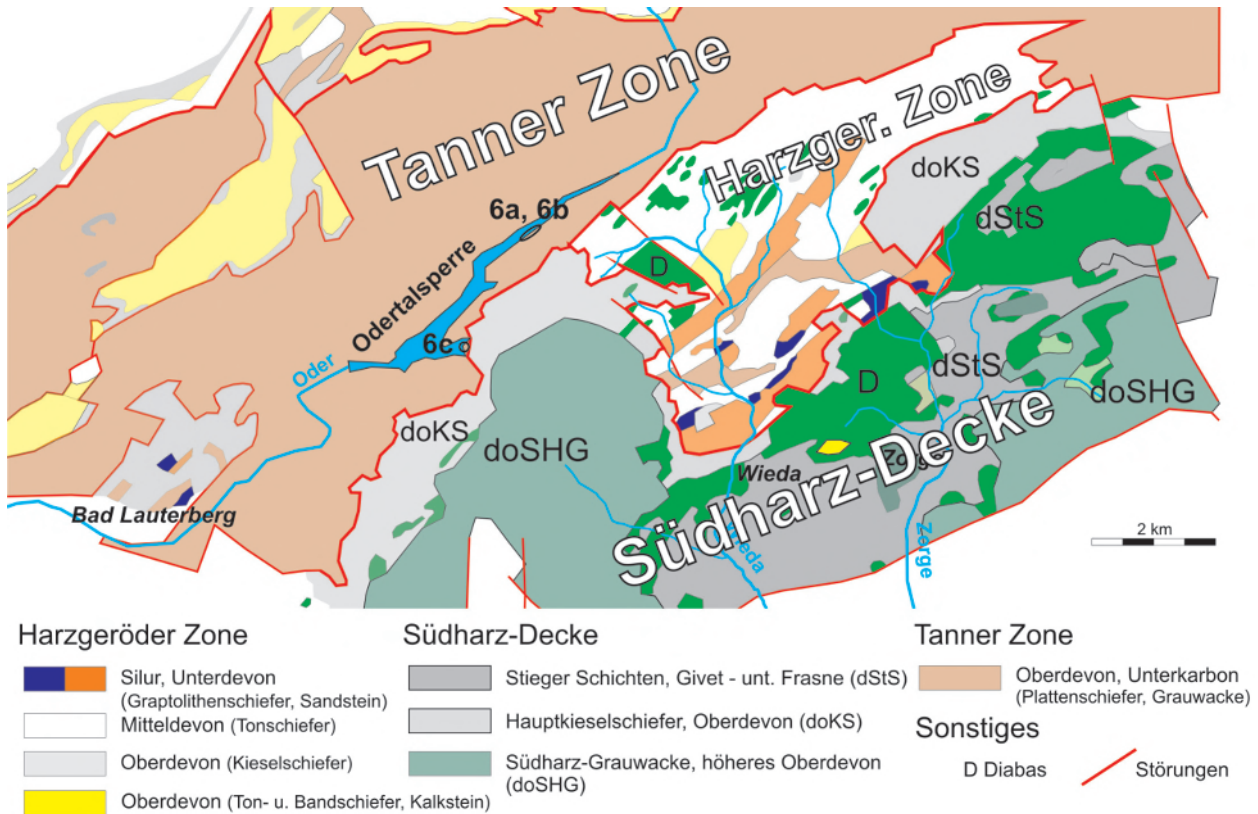 Tanner Zone
Harzger. Zone
doKS
dStS
6a, 6b
D
Odertalsperre
6c
Oder
D
dStS
doSHG
doKS
doSHG
Wieda
Zorge
Südharz-Decke
Bad Lauterberg
Wieda
Zerge
2 km
Harzgeröder Zone
Silur, Unterdevon
(Graptolithenschiefer, Sandstein)
Mitteldevon (Tonschiefer)
Oberdevon (Kieselschiefer)
Oberdevon (Ton- u. Bandschiefer, Kalkstein)
Südharz-Decke
Stieger Schichten, Givet - unt. Frasne (dStS)
Hauptkieselschiefer, Oberdevon (doKS)
Südharz-Grauwacke, höheres Oberdevon
(doSHG)
Tanner Zone
Oberdevon, Unterkarbon
(Plattenschiefer, Grauwacke)
Sonstiges
D Diabas
Störungen